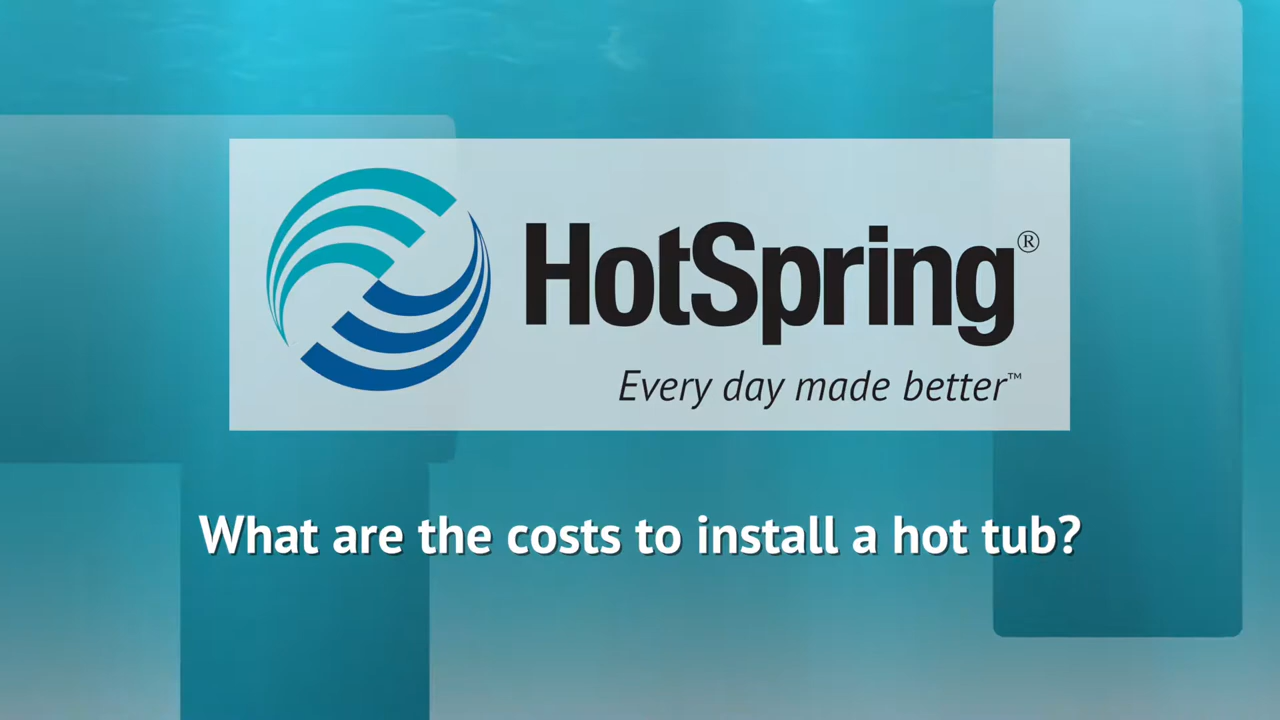 HotSpring®
Every day made better™
What are the costs to install a hot tub?